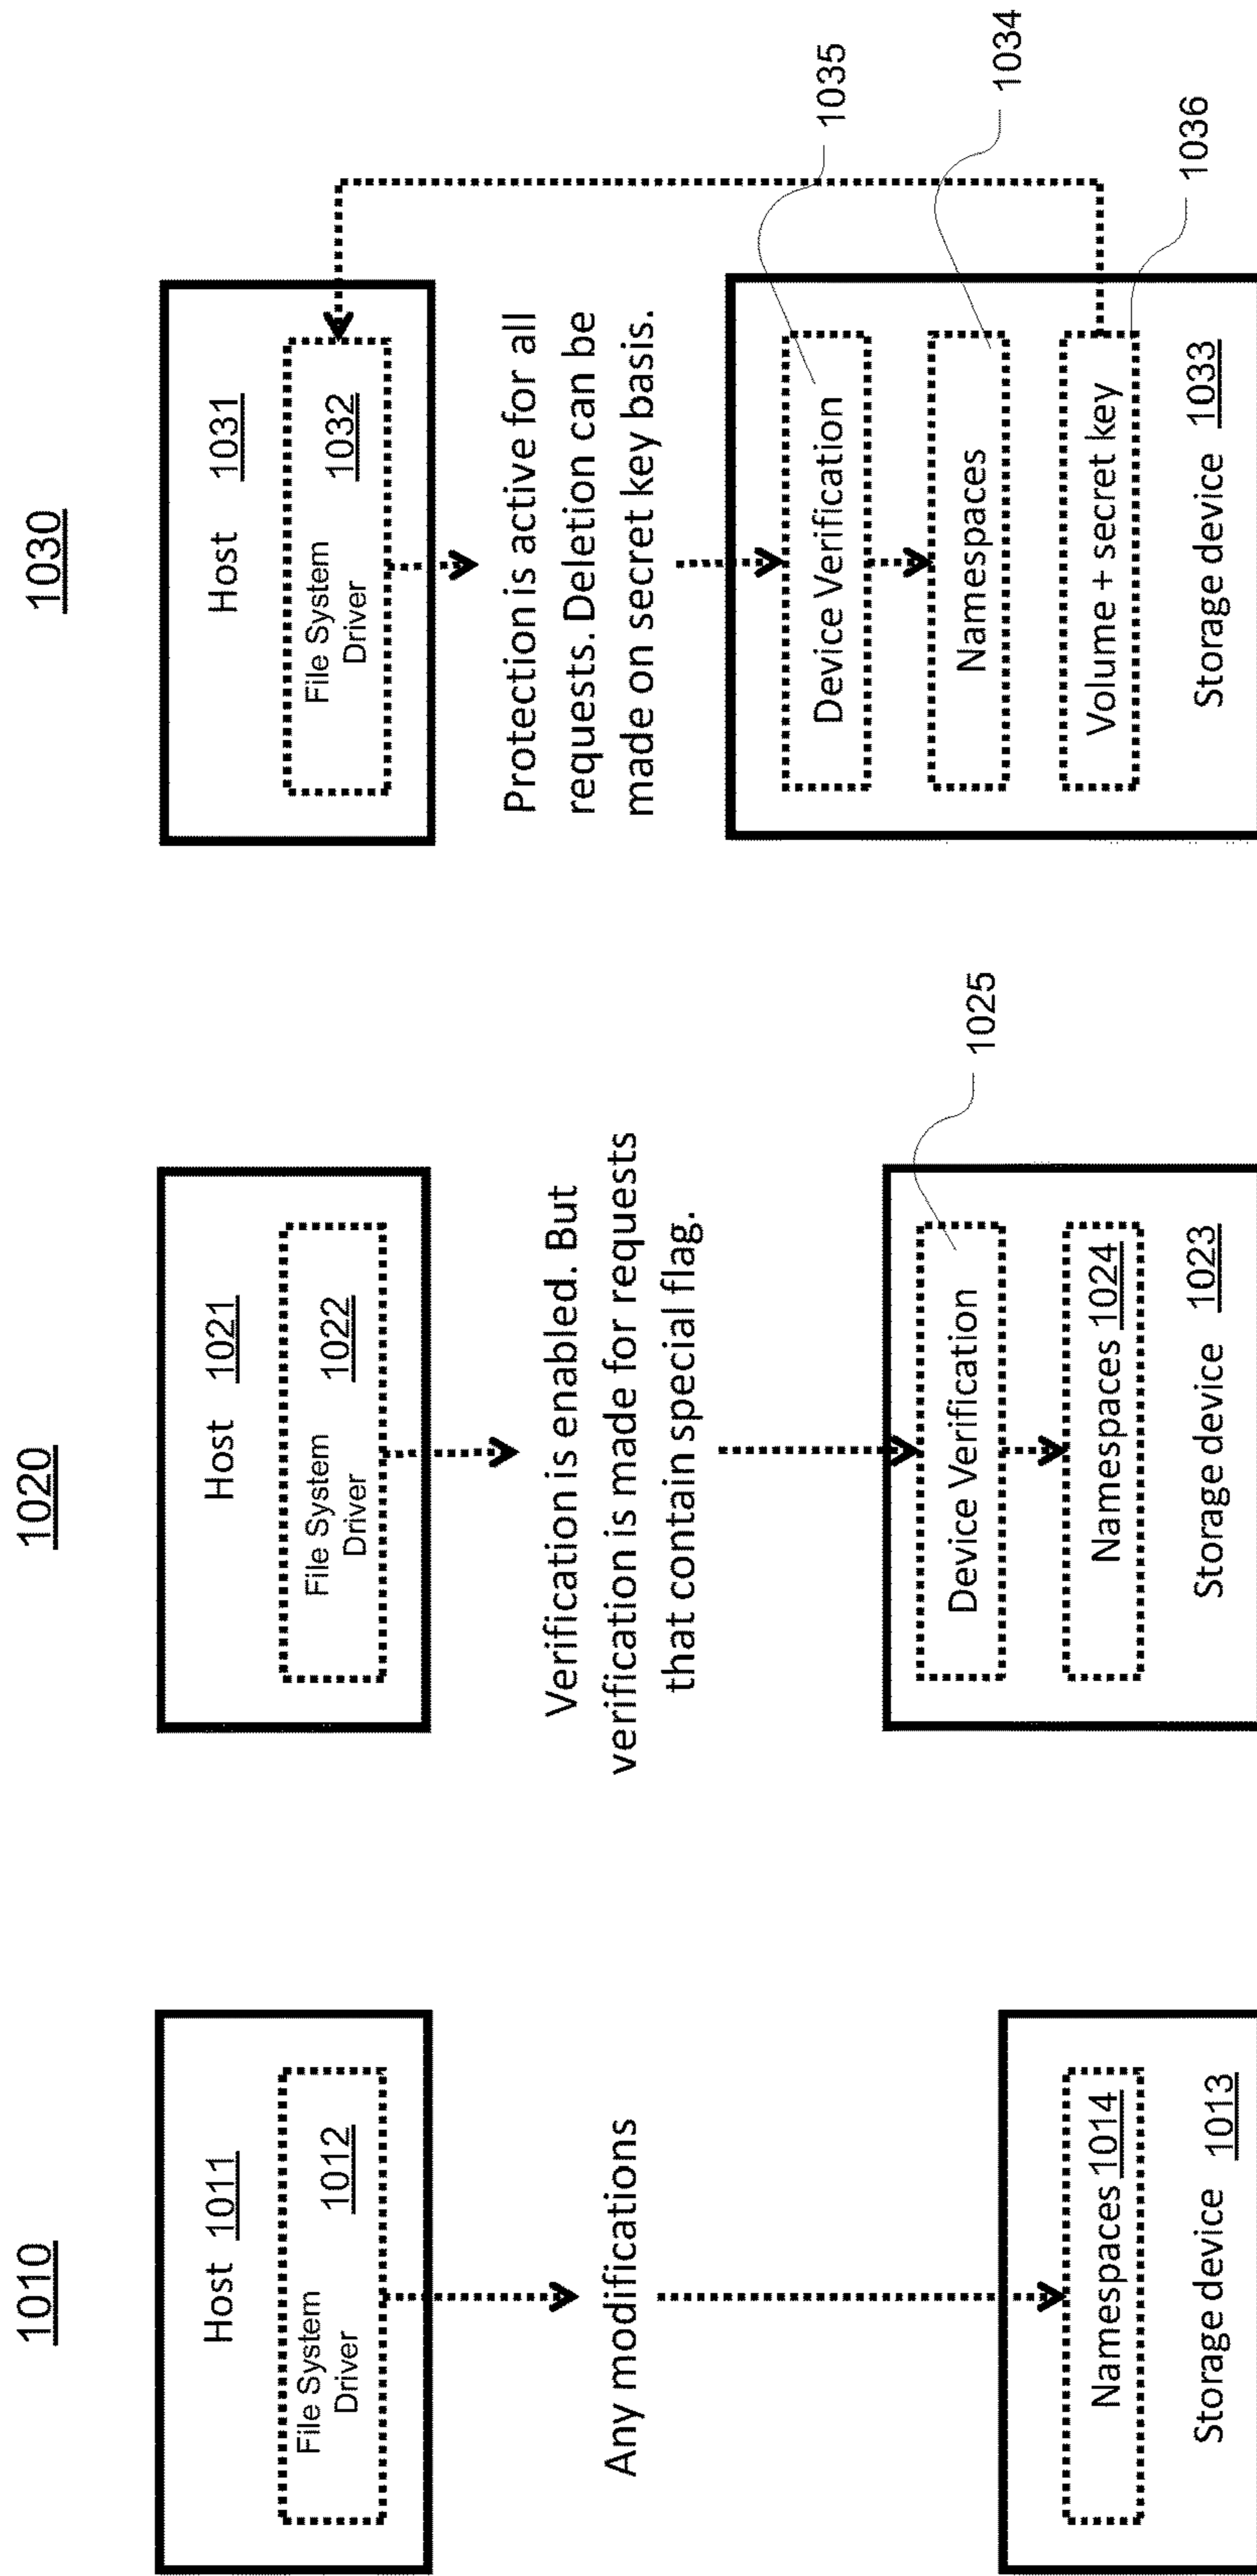 1010
Host 1011
File System
Driver
1012
Any modifications
Namespaces 1014
Storage device 1013
1020
Host 1021
File System
Driver
1022
Verification is enabled. But
verification is made for requests
that contain special flag.
Device Verification
1025
Namespaces 1024
Storage device 1023
1030
Host 1031
File System
Driver
1032
Protection is active for all
requests. Deletion can be
made on secret key basis.
Device Verification
1035
Namespaces
1034
Volume + secret key
1036
Storage device 1033